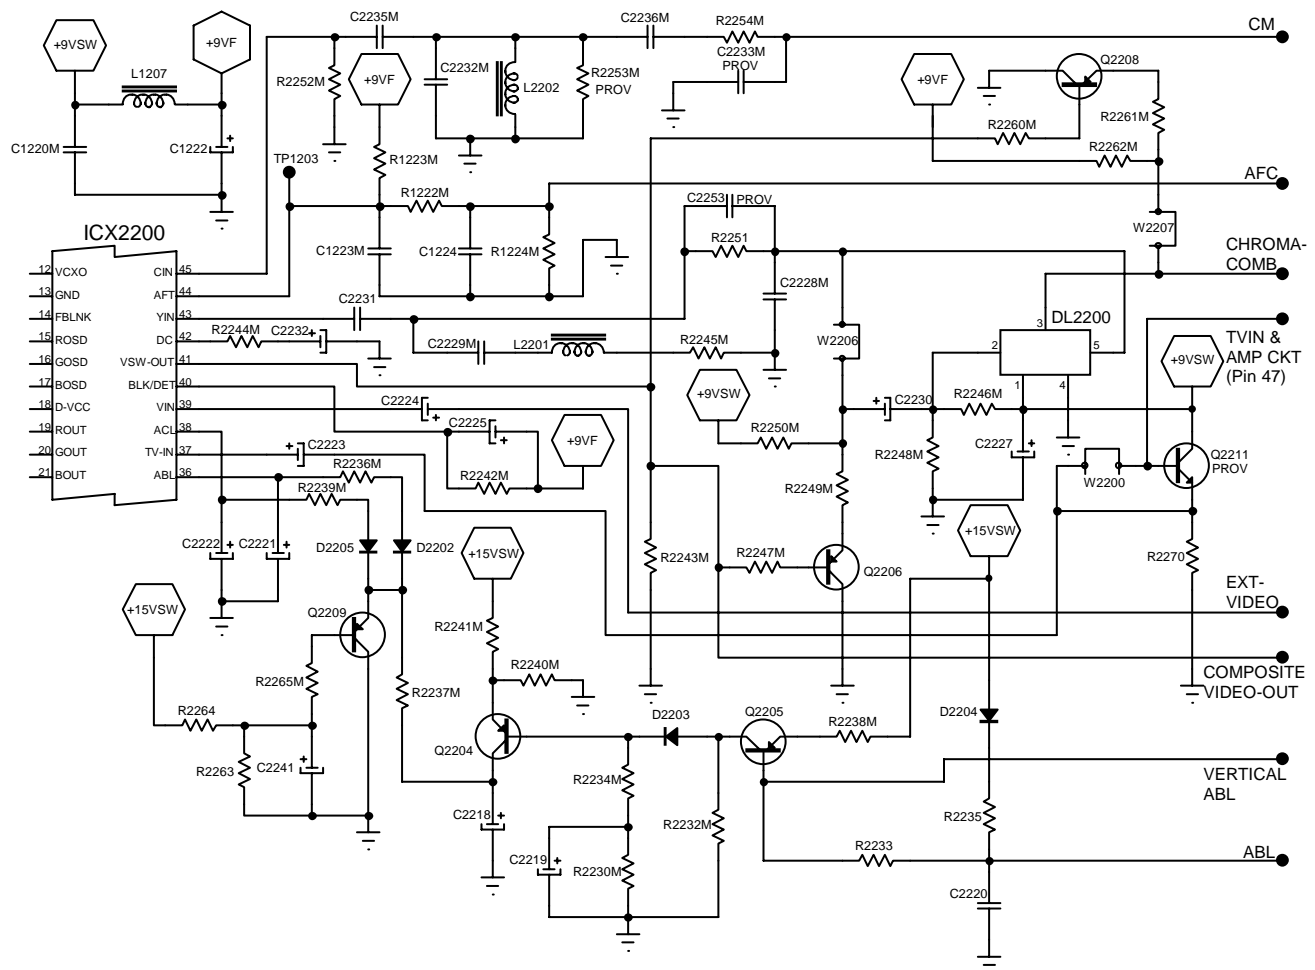 C2235M
C2236M
R2254M
CM
+9VSW
+9VF
C2233M
PROV
L1207
+9VF
C2232M
R2253M
PROV
+9VF
Q2208
R2252M
L2202
R2261M
C1220M
C1222
R2260M
TP1203
R1223M
R2262M
AFC
R1222M
C2253
PROV
W2207
ICX2200
C1223M
C1224
R1224M
R2251
CHROMA-
COMB
12
VCXO
CIN
45
13
GND
AFT
44
C2228M
14
FBLNK
YIN
43
C2231
3
DL2200
TVIN &
AMP CKT
(Pin 47)
15
ROSD
DC
42
R2244M
C2232
C2229M
L2201
R2245M
W2206
2
5
+9VSW
16
GOSD
VSW-OUT
41
17
BOSD
BLK/DET
40
1
4
18
D-VCC
VIN
39
C2224
+9VSW
C2230
R2246M
19
ROUT
ACL
38
C2225
+9VF
R2250M
20
GOUT
TV-IN
37
C2223
R2248M
C2227
Q2211
PROV
21
BOUT
ABL
36
R2236M
R2242M
W2200
R2239M
R2249M
+15VSW
C2222
C2221
D2205
D2202
+15VSW
R2243M
R2247M
Q2206
R2270
+15VSW
Q2209
EXT-
VIDEO
R2241M
R2265M
R2237M
R2240M
COMPOSITE
VIDEO-OUT
R2264
D2203
Q2205
R2238M
D2204
Q2204
R2263
C2241
R2234M
VERTICAL
ABL
C2218
R2232M
R2235
C2219
R2230M
R2233
ABL
C2220